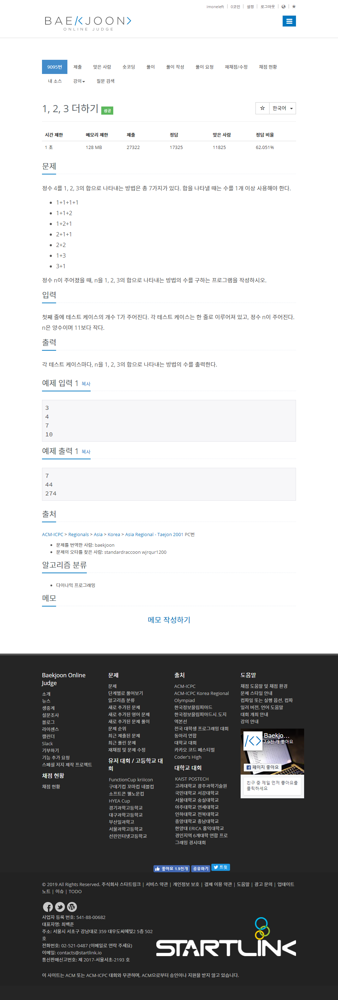 imoneleft 0코인 설정 로그아웃
BAEKJOON
ONLINE JUDGE
9095번 제출 맞은 사람 숏코딩 풀이 풀이 작성 풀이 요청 재채점/수정 채점 현황
내 소스 강의 질문 검색
1, 2, 3 더하기 성공
한국어
시간 제한 메모리 제한 제출 정답 맞은 사람 정답 비율
1 초 128 MB 27322 17325 11825 62.051%
문제
정수 4를 1, 2, 3의 합으로 나타내는 방법은 총 7가지가 있다. 합을 나타낼 때는 수를 1개 이상 사용해야 한다.
1+1+1+1
1+1+2
1+2+1
2+1+1
2+2
1+3
3+1
정수 n이 주어졌을 때, n을 1, 2, 3의 합으로 나타내는 방법의 수를 구하는 프로그램을 작성하시오.
입력
첫째 줄에 테스트 케이스의 개수 T가 주어진다. 각 테스트 케이스는 한 줄로 이루어져 있고, 정수 n이 주어진다.
n은 양수이며 11보다 작다.
출력
각 테스트 케이스마다, n을 1, 2, 3의 합으로 나타내는 방법의 수를 출력한다.
예제 입력 1 복사
3
4
7
10
예제 출력 1 복사
7
44
274
출처
ACM-ICPC > Regionals > Asia > Korea > Asia Regional - Taejon 2001 PC번
문제를 번역한 사람: baekjoon
문제의 오타를 찾은 사람: standardraccoon wjrqur1200
알고리즘 분류
다이나믹 프로그래밍
메모
메모 작성하기
Baekjoon Online
Judge
소개
뉴스
생중계
설문조사
블로그
라이센스
캘린더
Slack
기부하기
기능 추가 요청
스페셜 저지 제작 프로젝트
채점 현황
채점 현황
문제
문제
단계별로 풀어보기
알고리즘 분류
새로 추가된 문제
새로 추가된 영어 문제
새로 추가된 문제 풀이
문제 순위
최근 제출된 문제
최근 풀린 문제
재채점 및 문제 수정
유저 대회 / 고등학교 대
회
FunctionCup kriiicon
구데기컵 꼬마컵 네블컵
소프트콘 웰노운컵
HYEA Cup
경기과학고등학교
대구과학고등학교
부산일과학고
서울과학고등학교
선린인터넷고등학교
출처
ACM-ICPC
ACM-ICPC Korea Regional
Olympiad
한국정보올림피아드
한국정보올림피아드시.도지
역본선
전국 대학생 프로그래밍 대회
동아리 연합
대학교 대회
카카오 코드 페스티벌
Coder's High
대학교 대회
KAIST POSTECH
고려대학교 광주과학기술원
국민대학교 서강대학교
서울대학교 숭실대학교
아주대학교 연세대학교
인하대학교 전북대학교
중앙대학교 충남대학교
한양대 ERICA 홍익대학교
경인지역 6개대학 연합 프로
그래밍 경시대회
도움말
채점 도움말 및 채점 환경
문제 스타일 안내
컴파일 또는 실행 옵션, 컴파
일러 버전, 언어 도움말
대회 개최 안내
강의 안내
Baekjo...
7.9천 개 좋아요
페이지 좋아요
친구 중 제일 먼저 좋아요를
클릭하세요
좋아요 1.9천개 공유하기 트윗
© 2019 All Rights Reserved. 주식회사 스타트링크 | 서비스 약관 | 개인정보 보호 | 결제 이용 약관 | 도움말 | 광고 문의 | 업데이트
노트 | 이슈 | TODO
사업자 등록 번호: 541-88-00682
대표자명: 최백준
주소: 서울시 서초구 강남대로 359 대우도씨에빛2 5층 502
호
전화번호: 02-521-0487 (이메일로 연락 주세요)
이메일: contacts@startlink.io
통신판매신고번호: 제 2017-서울서초-2193 호
STARTLINK
이 사이트는 ACM 또는 ACM-ICPC 대회와 무관하며, ACM으로부터 승인이나 지원을 받지 않고 있습니다.